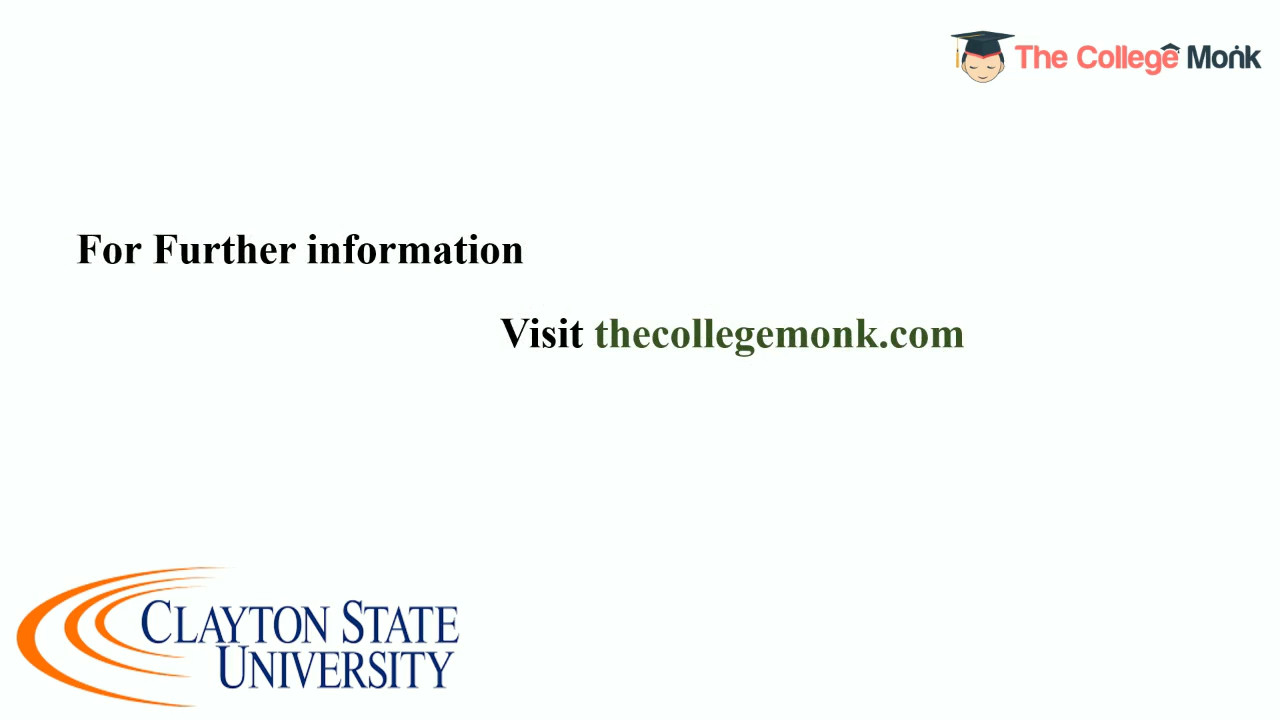 The College Monk
For Further information
Visit thecollegemonk.com
CLAYTON STATE
UNIVERSITY